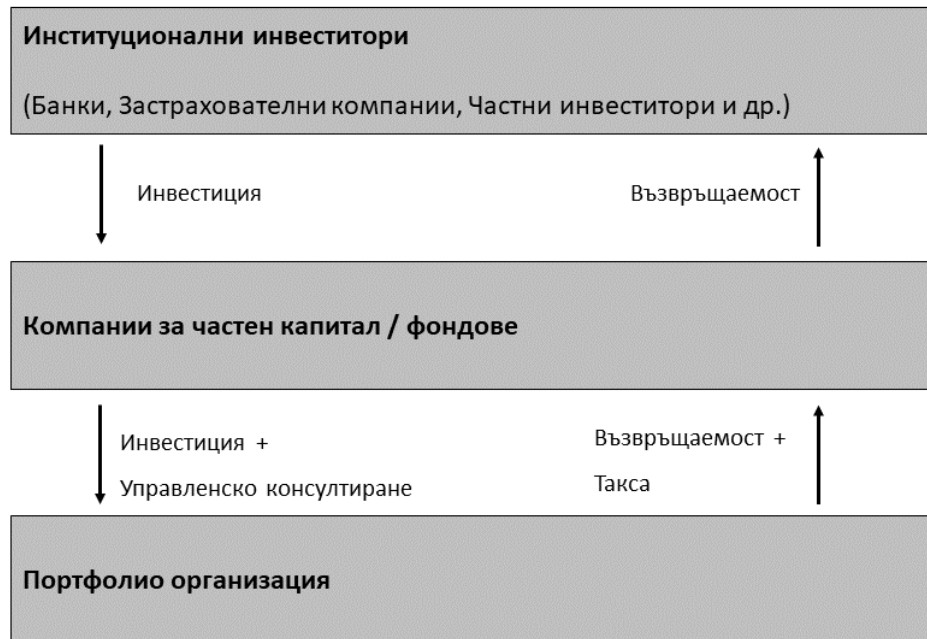 Институционални инвеститори
(Банки, Застрахователни компании, Частни инвеститори и др.)
Инвестиция
Възвръщаемост
Компании за частен капитал / фондове
Инвестиция +
Управленско консултиране
Възвръщаемост +
Такса
Портфолио организация